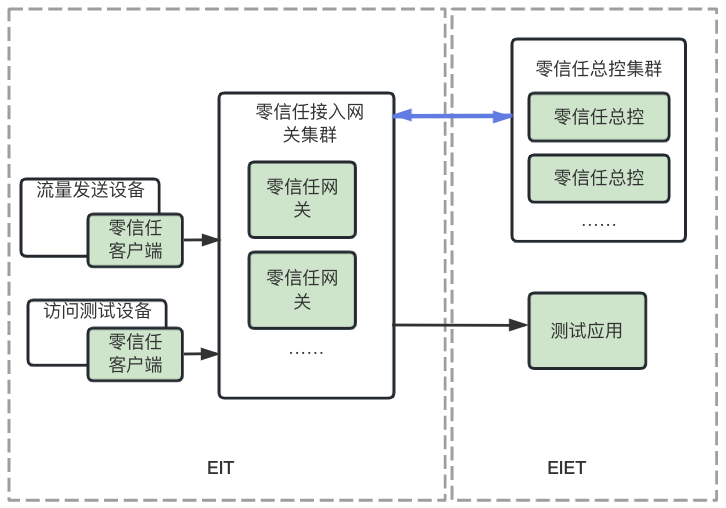 零信任接入网
关集群
零信任网
关
零信任网
关
……
流量发送设备
零信任
客户端
访问测试设备
零信任
客户端
零信任总控集群
零信任总控
零信任总控
……
测试应用
EIT
EIET